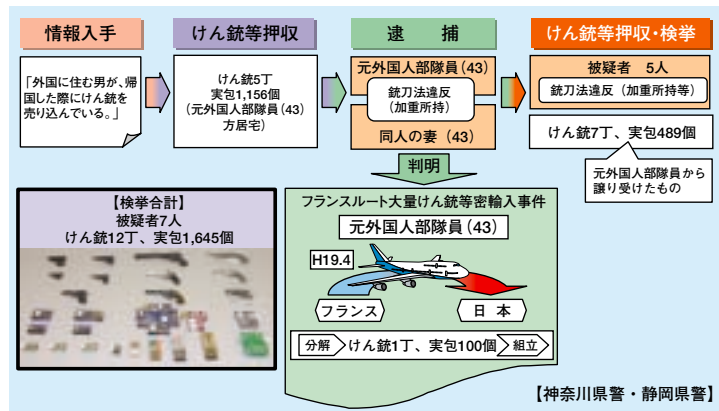 情報入手
けん銃等押収
逮　捕
けん銃等押収・検挙
「外国に住む男が、帰
国した際にけん銃を
売り込んでいる。」
けん銃5丁
実包1,156個
(元外国人部隊員(43)
方居宅)
元外国人部隊員(43)
銃刀法違反
(加重所持)
同人の妻(43)
被疑者　5人
銃刀法違反(加重所持等)
けん銃7丁、実包489個
元外国人部隊員から
譲り受けたもの
判明
【検挙合計】
被疑者7人
けん銃12丁、実包1,645個
フランスルート大量けん銃等密輸入事件
元外国人部隊員(43)
H19.4
フランス
日　本
分解
けん銃1丁、実包100個
組立
【神奈川県警・静岡県警】